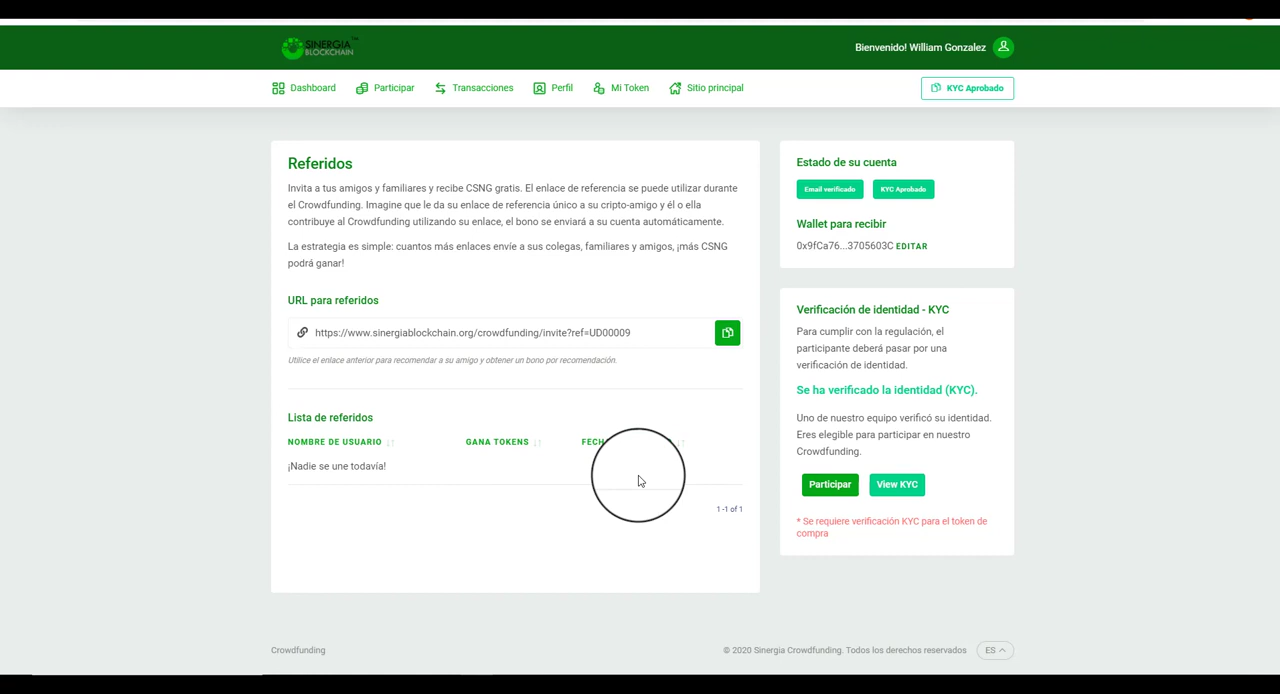 SINERGIA
BLOCKCHAIN
Bienvenido! William Gonzalez
Dashboard
Participar
Transacciones
Perfil
Mi Token
Sitio principal
KYC Aprobado
Referidos
Invita a tus amigos y familiares y recibe CSNG gratis. El enlace de referencia se puede utilizar durante
el Crowdfunding. Imagine que le da su enlace de referencia único a su cripto-amigo y él o ella
contribuye al Crowdfunding utilizando su enlace, el bono se enviará a su cuenta automáticamente.
La estrategia es simple: cuantos más enlaces envíe a sus colegas, familiares y amigos, ¡más CSNG
podrá ganar!
URL para referidos
https://www.sinergiablockchain.org/crowdfunding/invite?ref=UD00009
Utilice el enlace anterior para recomendar a su amigo y obtener un bono por recomendación.
Lista de referidos
NOMBRE DE USUARIO
GANA TOKENS
¡Nadie se une todavía!
1 -1 of 1
Estado de su cuenta
Email verificado
KYC Aprobado
Wallet para recibir
0x9fCa76...3705603C EDITAR
Verificación de identidad - KYC
Para cumplir con la regulación, el
participante deberá pasar por una
verificación de identidad.
Se ha verificado la identidad (KYC).
Uno de nuestro equipo verificó su identidad.
Eres elegible para participar en nuestro
Crowdfunding.
Participar
View KYC
* Se requiere verificación KYC para el token de
compra
Crowdfunding
© 2020 Sinergia Crowdfunding. Todos los derechos reservados
ES